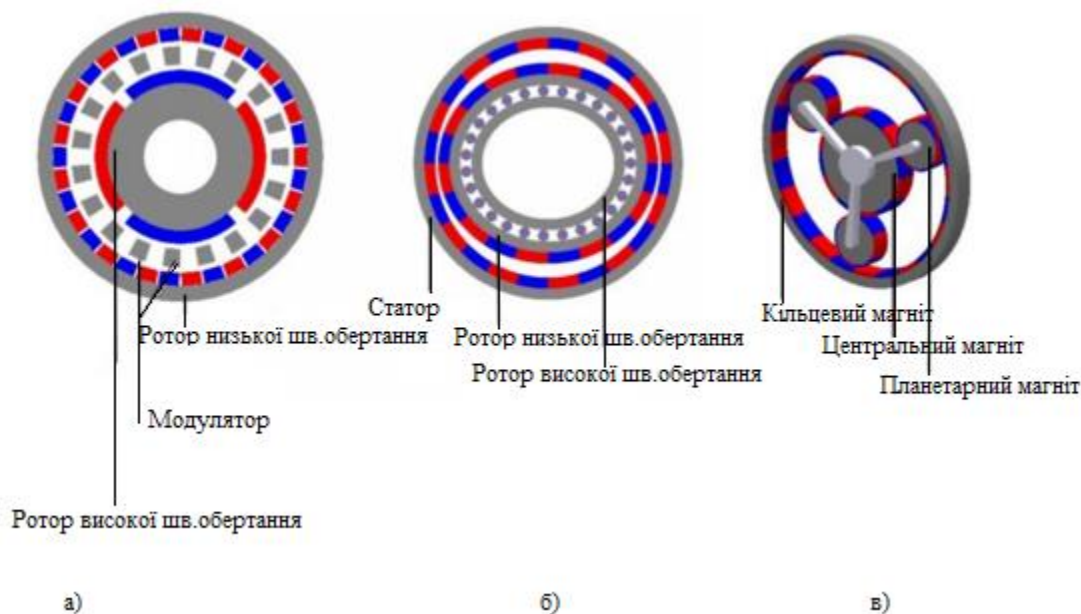 Статор
Кільцевий магніт
Ротор низької шв.обертання
Ротор низької шв.обертання
Центральний магніт
Ротор високої шв.обертання
Планетарний магніт
Модулятор
Ротор високої шв.обертання
а)
б)
в)